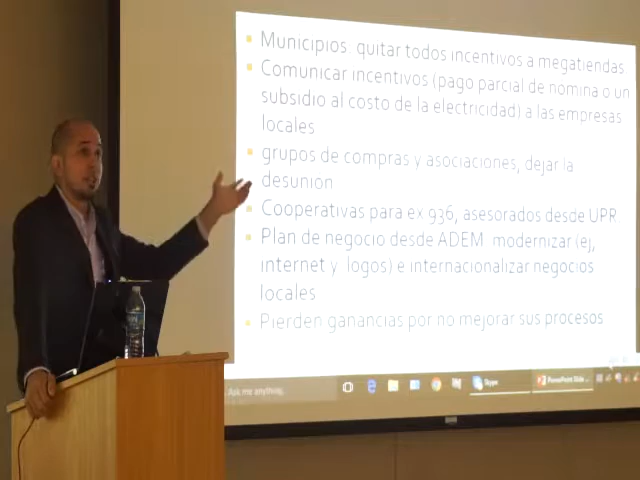 Municipios quitar todos incentivos a megatiendas
Comunicar incentivos (pago parcial de nomina o un
subsidio al costo de la electricidad) a las empresas
locales
grupos de compras y asociaciones, dejar la
desunion
Cooperativas para ex 936, asesorados desde UPR
Plan de negocio desde ADEM modernizar (ej,
internet y logos) e internacionalizar negocios
locales
Pierden ganancias por no mejorar sus procesos
Ask me anything
Skype
PowerPoint Slide ...